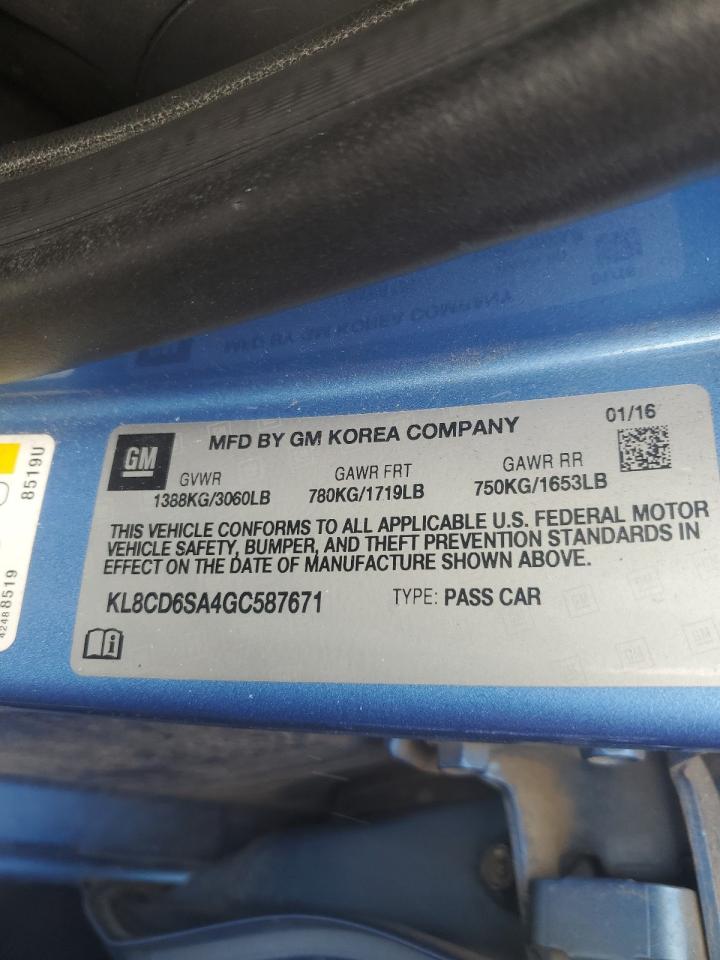 MFD BY GM KOREA COMPANY 01/16
GM
GVWR GAWR FRT GAWR RR
1388KG/3060LB 780KG/1719LB 750KG/1653LB
THIS VEHICLE CONFORMS TO ALL APPLICABLE U.S. FEDERAL MOTOR
VEHICLE SAFETY, BUMPER, AND THEFT PREVENTION STANDARDS IN
EFFECT ON THE DATE OF MANUFACTURE SHOWN ABOVE.
KL8CD6SA4GC587671 TYPE: PASS CAR
8519U
42488519